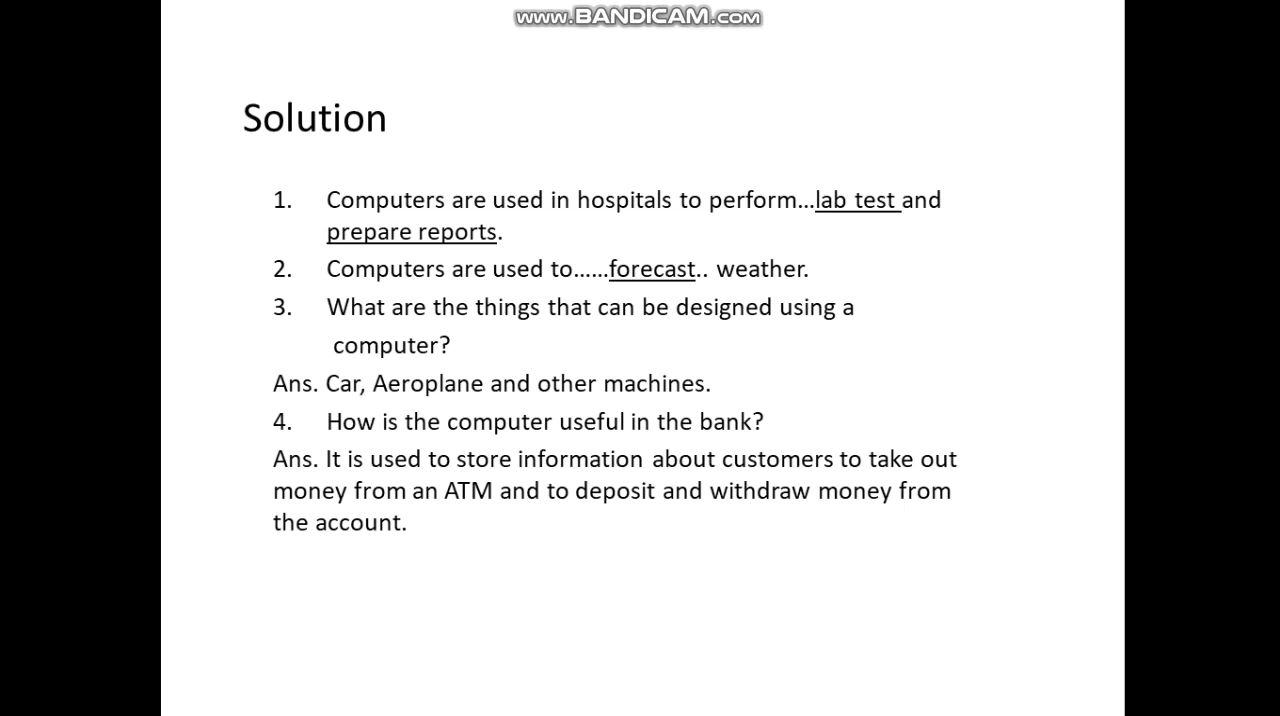 www.BANDICAM.com
Solution
1. Computers are used in hospitals to perform...lab test and
prepare reports.
2. Computers are used to......forecast.. weather.
3. What are the things that can be designed using a
computer?
Ans. Car, Aeroplane and other machines.
4. How is the computer useful in the bank?
Ans. It is used to store information about customers to take out
money from an ATM and to deposit and withdraw money from
the account.